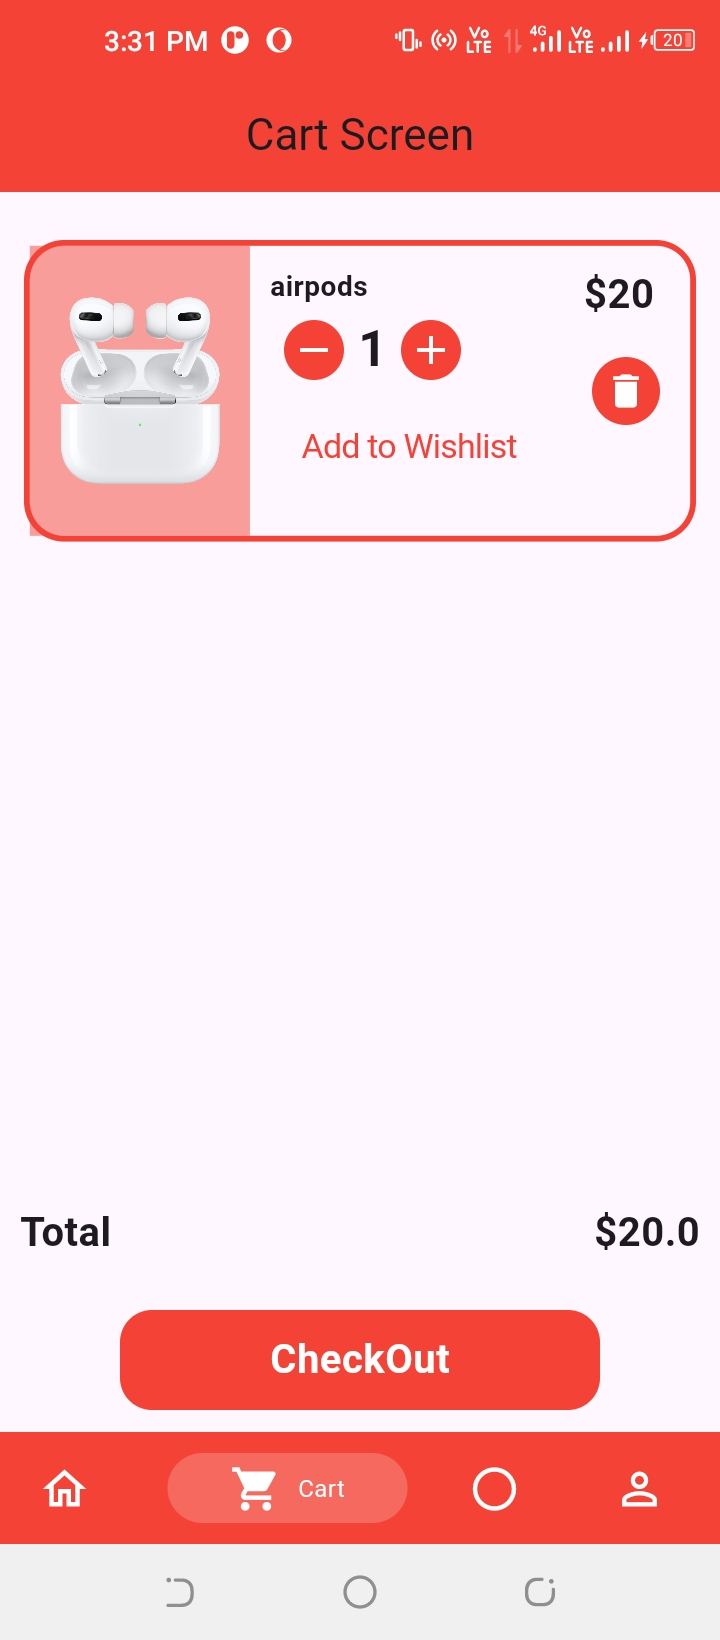 3:31 PM
Vo LTE
4G
Vo LTE
20
Cart Screen
airpods
$20
1
Add to Wishlist
Total
$20.0
CheckOut
Cart